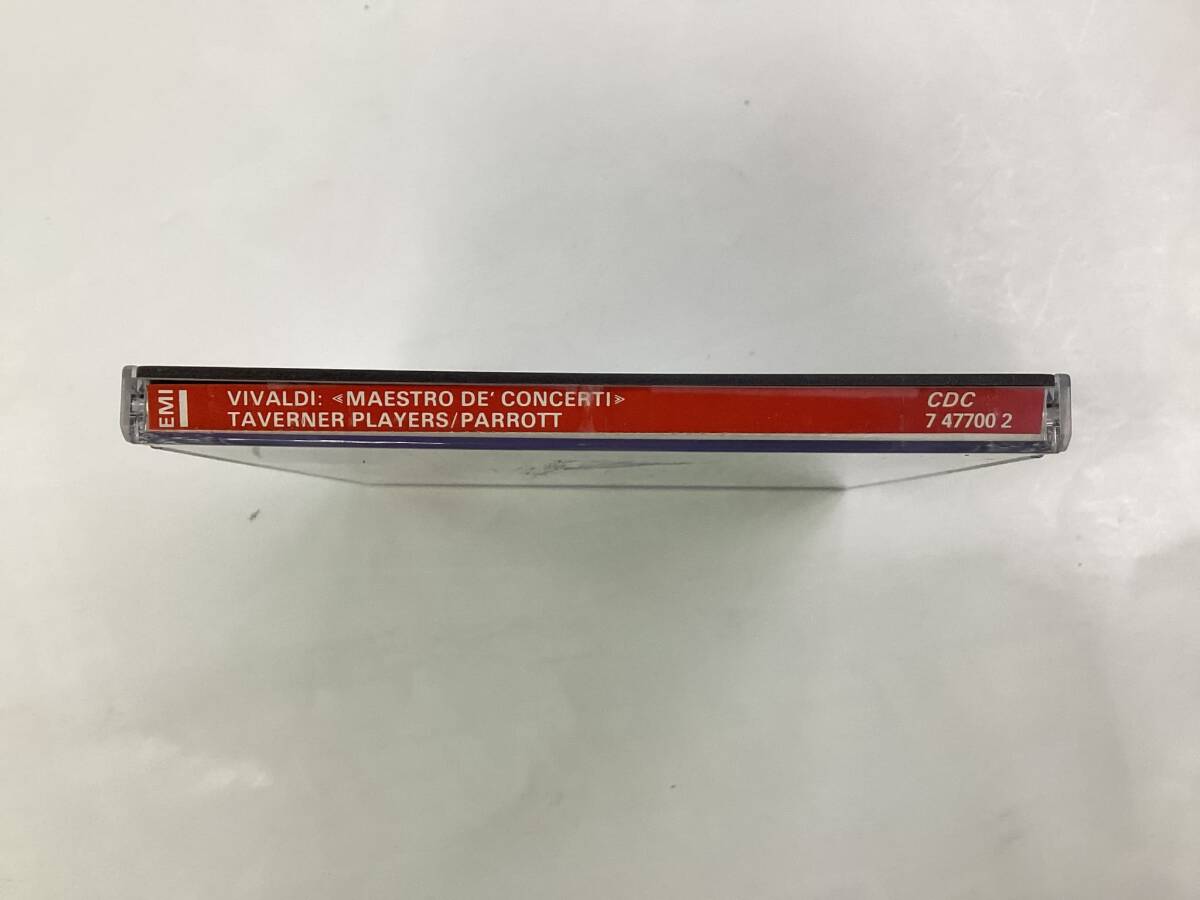 EMI
VIVALDI: «MAESTRO DE' CONCERTI»
TAVERNER PLAYERS/PARROTT
CDC
7 47700 2